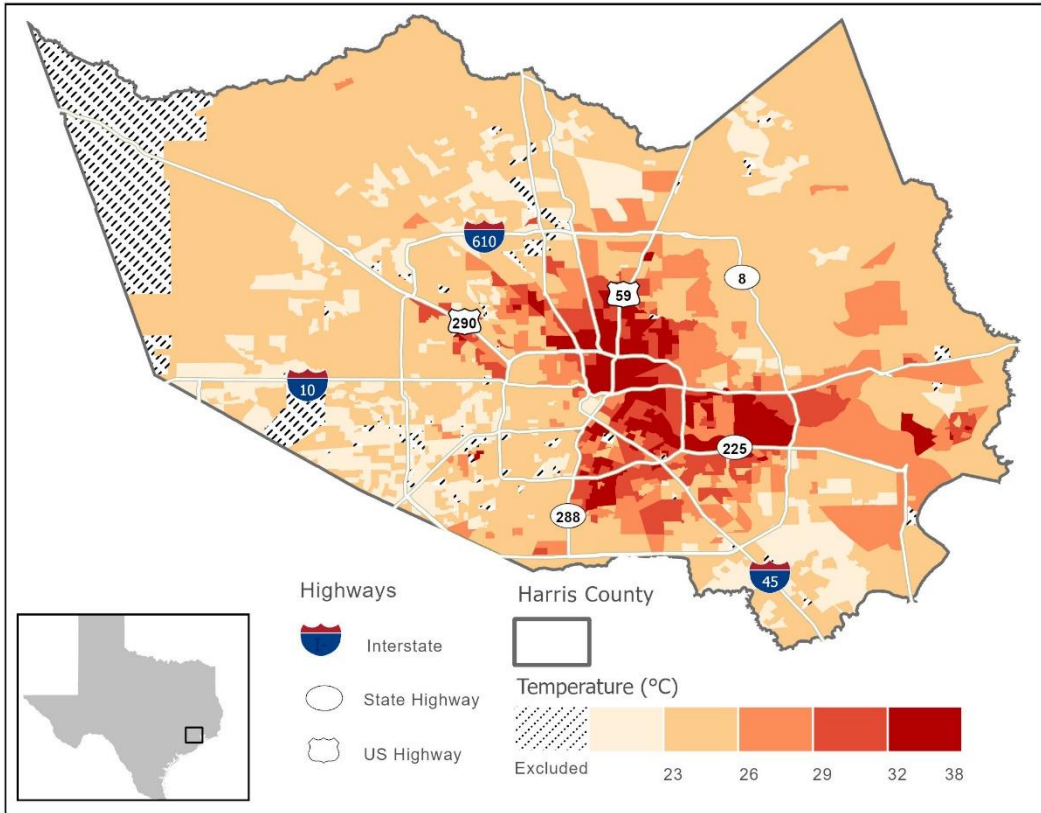 610
8
59
290
10
225
288
45
Highways
Interstate
State Highway
US Highway
Harris County
Temperature (°C)
Excluded
23 26 29 32 38